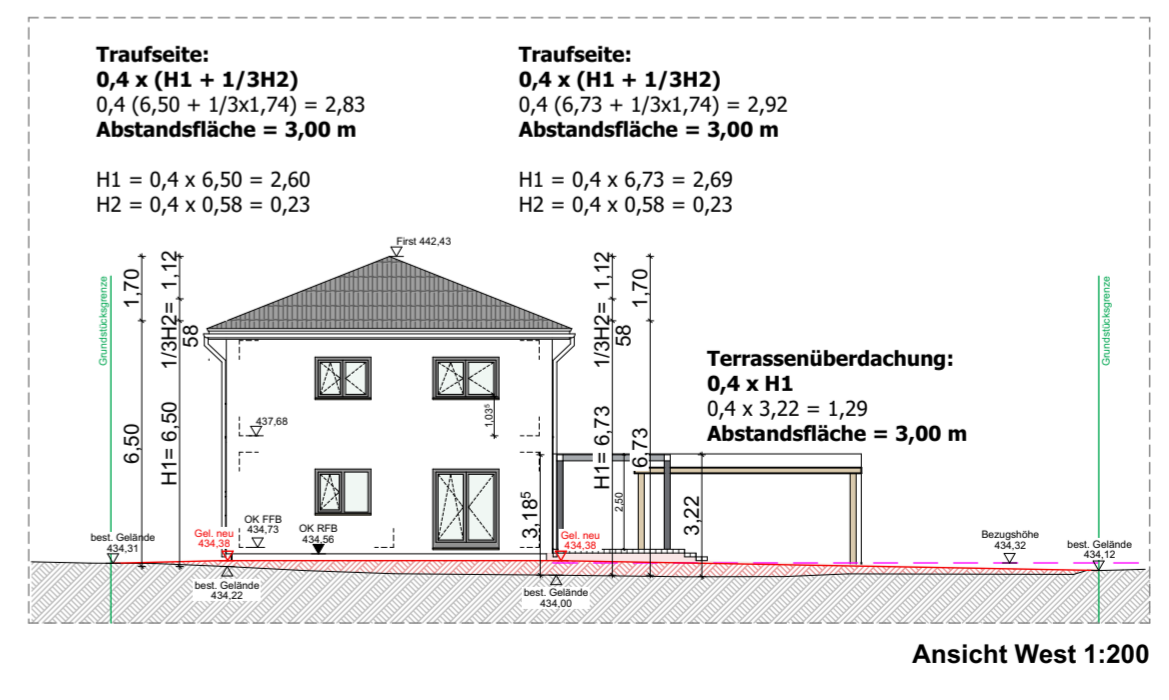 Traufseite:
0,4 x (H1 + 1/3H2)
0,4 (6,50 + 1/3x1,74) = 2,83
Abstandsfläche = 3,00 m
H1 = 0,4 x 6,50 = 2,60
H2 = 0,4 x 0,58 = 0,23
Traufseite:
0,4 x (H1 + 1/3H2)
0,4 (6,73 + 1/3x1,74) = 2,92
Abstandsfläche = 3,00 m
H1 = 0,4 x 6,73 = 2,69
H2 = 0,4 x 0,58 = 0,23
First 442,43
Grundstücksgrenze
1,70
6,50
1/3H2= 1,12
58
H1= 6,50
1/3H2= 1,12
58
H1= 6,73
1,70
6,73
Grundstücksgrenze
Terrassenüberdachung:
0,4 x H1
0,4 x 3,22 = 1,29
Abstandsfläche = 3,00 m
437,68
1,03⁵
3,18⁵
2,50
3,22
OK FFB
434,73
OK RFB
434,56
best. Gelände
434,31
Gel. neu
434,38
Gel. neu
434,38
Bezugshöhe
434,32
best. Gelände
434,12
best. Gelände
434,22
best. Gelände
434,00
Ansicht West 1:200